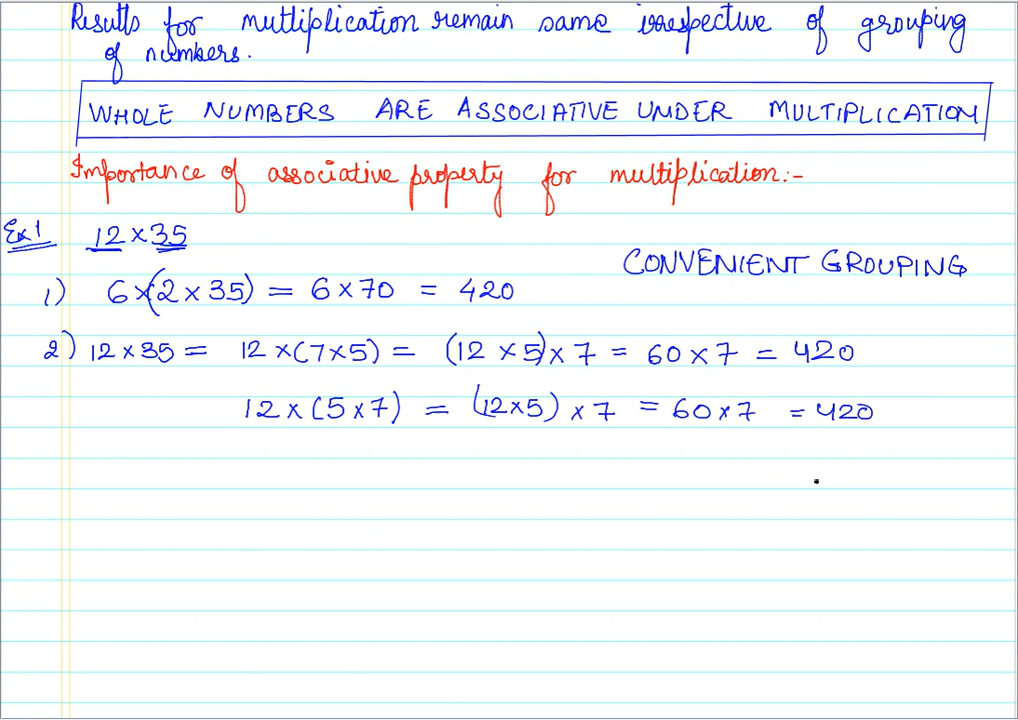 Results for multliplication remain same irrespective of grouping
of numbers.
WHOLE NUMBERS ARE ASSOCIATIVE UNDER MULTIPLICATION
Importance of associative property for multiplication:-
Ex1 12 × 35
CONVENIENT GROUPING
1) 6×(2 × 35) = 6 × 70 = 420
2) 12 × 35 = 12 × (7 × 5) = (12 × 5) × 7 = 60 × 7 = 420
12 × (5 × 7) = (12×5) × 7 = 60 × 7 = 420